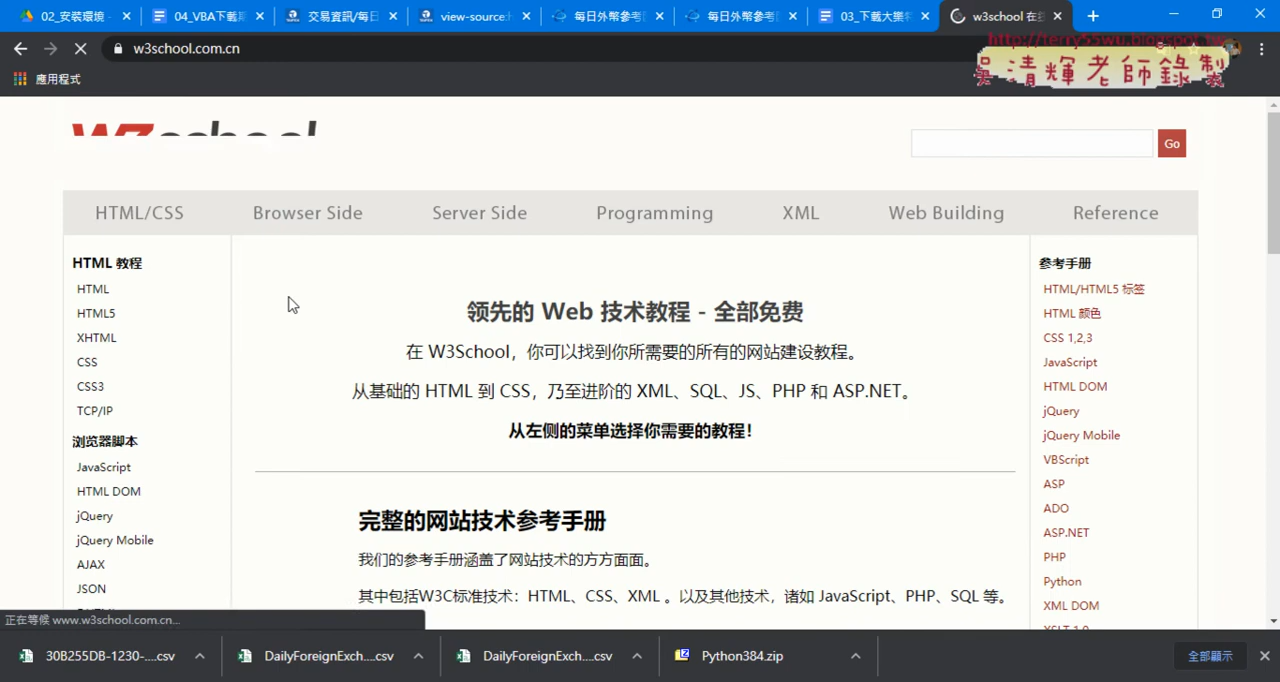 02_安裝環境 -
04_VBA下載
交易資訊/每日
view-source:
每日外幣參考
每日外幣參考
03_下載大樂
w3school 在
w3school.com.cn
http://terry55wu.blogspot.tw
吳清輝老師錄製
應用程式
w3school
Go
HTML/CSS
Browser Side
Server Side
Programming
XML
Web Building
Reference
HTML 教程
HTML
HTML5
XHTML
CSS
CSS3
TCP/IP
浏览器脚本
JavaScript
HTML DOM
jQuery
jQuery Mobile
AJAX
JSON
领先的 Web 技术教程 - 全部免费
在 W3School，你可以找到你所需要的所有的网站建设教程。
从基础的 HTML 到 CSS，乃至进阶的 XML、SQL、JS、PHP 和 ASP.NET。
从左侧的菜单选择你需要的教程！
完整的网站技术参考手册
我们的参考手册涵盖了网站技术的方方面面。
其中包括W3C标准技术：HTML、CSS、XML 。以及其他技术，诸如 JavaScript、PHP、SQL 等。
参考手册
HTML/HTML5 标签
HTML 颜色
CSS 1,2,3
JavaScript
HTML DOM
jQuery
jQuery Mobile
VBScript
ASP
ADO
ASP.NET
PHP
Python
XML DOM
XSLT 1.0
正在等候 www.w3school.com.cn...
30B255DB-1230-....csv
DailyForeignExch....csv
DailyForeignExch....csv
Python384.zip
全部顯示